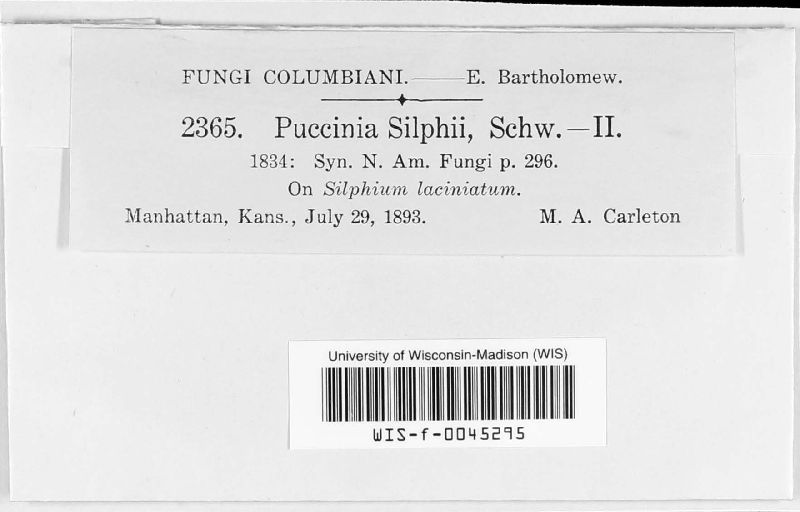 FUNGI COLUMBIANI.——E. Bartholomew.
2365. Puccinia Silphii, Schw.—II.
1834: Syn. N. Am. Fungi p. 296.
On Silphium laciniatum.
Manhattan, Kans., July 29, 1893. M. A. Carleton
University of Wisconsin-Madison (WIS)
WIS-f-0045295